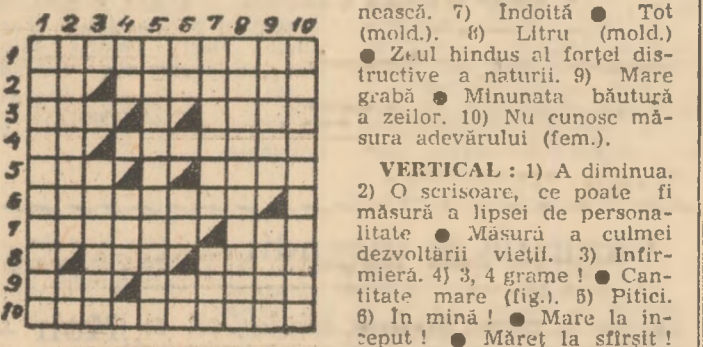 1 2 3 4 5 6 7 8 9 10
1
2
3
4
5
6
7
8
9
10
nească. 7) Îndoită ● Tot
(mold.). 8) Litru (mold.)
● Zeul hindus al forței dis-
tructive a naturii. 9) Mare
grabă ● Minunata băutură
a zeilor. 10) Nu cunosc mă-
sura adevărului (fem.).
VERTICAL : 1) A diminua.
2) O scrisoare, ce poate fi
măsură a lipsei de persona-
litate ● Măsură a culmei
dezvoltării vieții. 3) Infir-
mieră. 4) 3, 4 grame ! ● Can-
titate mare (fig.). 5) Pitici.
6) În mină ! ● Mare la în-
ceput ! ● Măreț la sfîrșit !